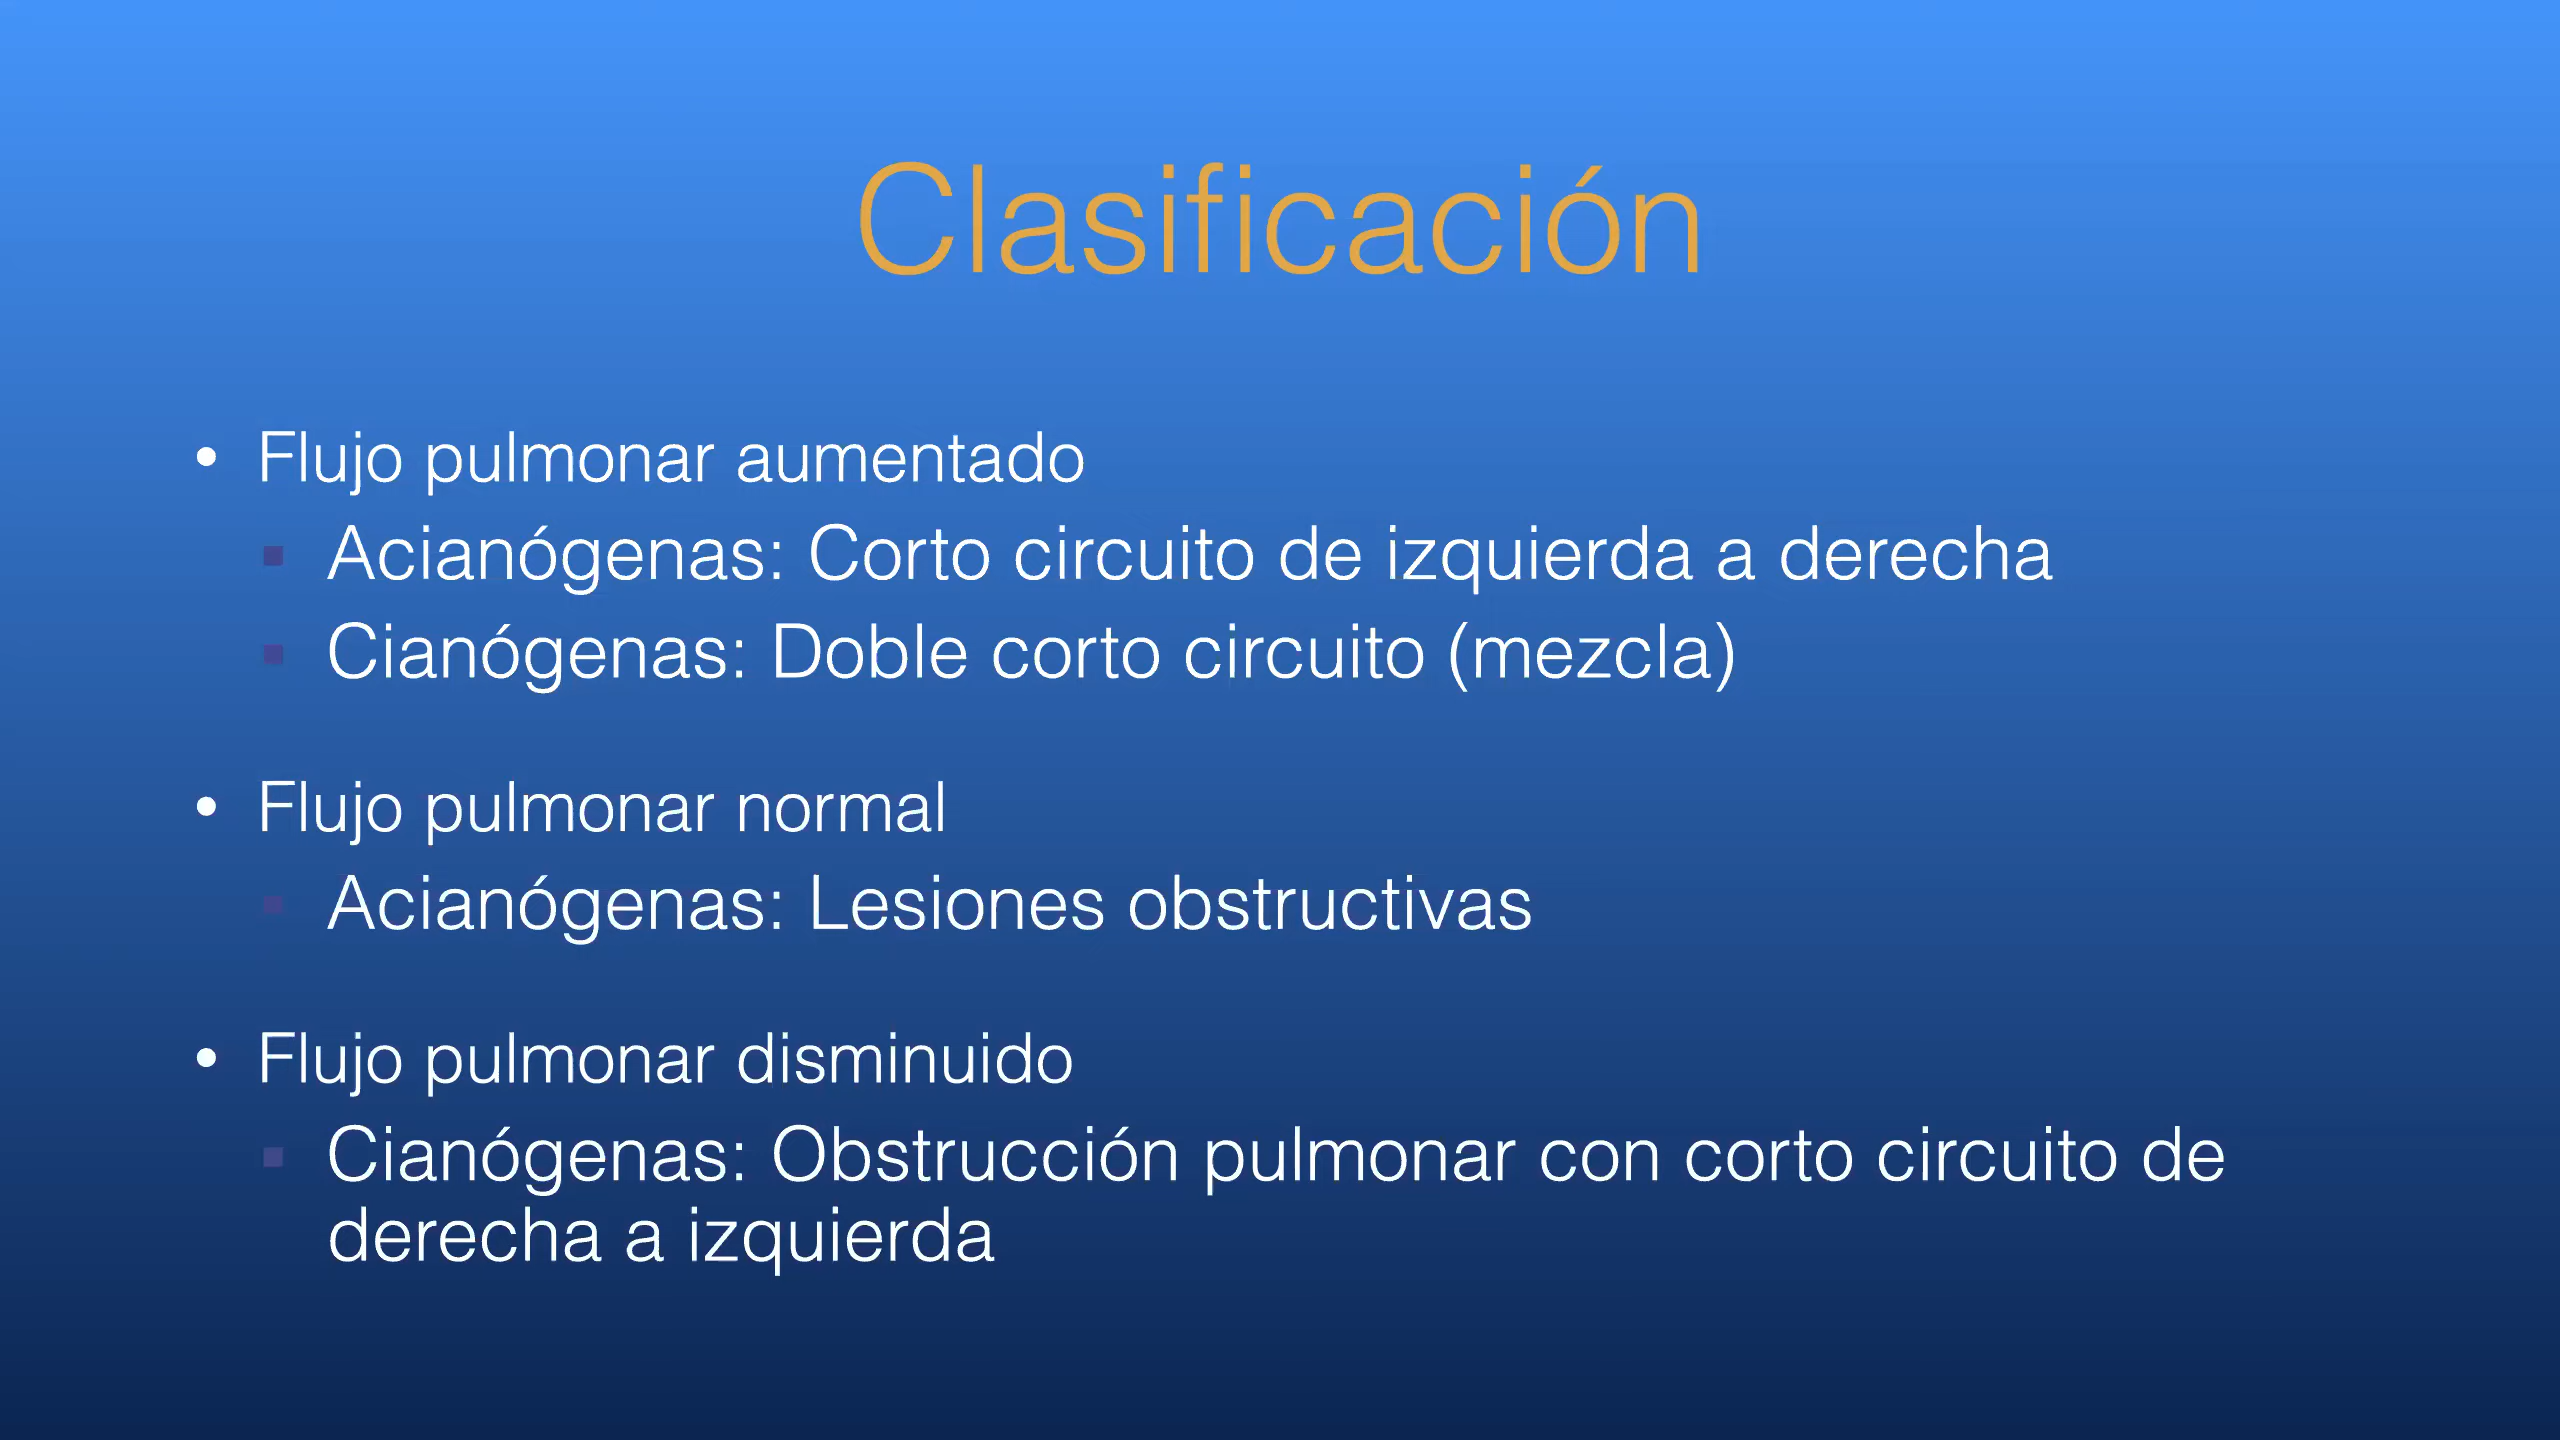 Clasificación
• Flujo pulmonar aumentado
▪ Acianógenas: Corto circuito de izquierda a derecha
▪ Cianógenas: Doble corto circuito (mezcla)
• Flujo pulmonar normal
▪ Acianógenas: Lesiones obstructivas
• Flujo pulmonar disminuido
▪ Cianógenas: Obstrucción pulmonar con corto circuito de
derecha a izquierda